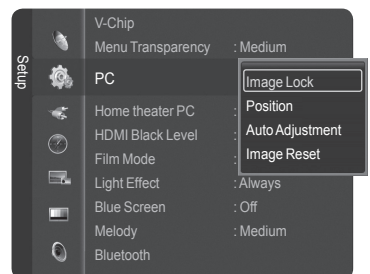 Setup
V-Chip
Menu Transparency : Medium
PC
Image Lock
Position
Auto Adjustment
Image Reset
Home theater PC :
HDMI Black Level :
Film Mode :
Light Effect : Always
Blue Screen : Off
Melody : Medium
Bluetooth